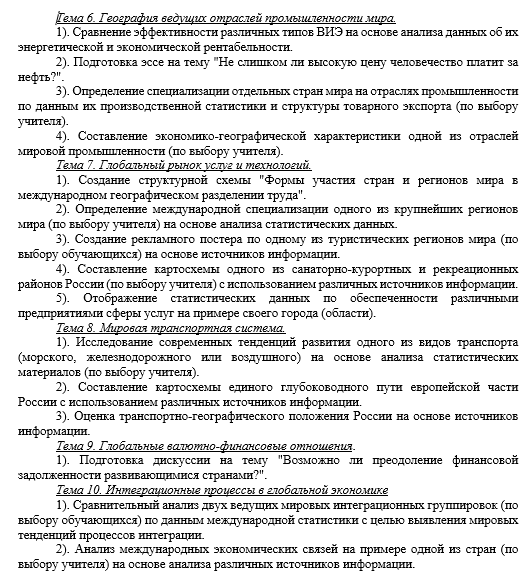 Тема 6. География ведущих отраслей промышленности мира.
1). Сравнение эффективности различных типов ВИЭ на основе анализа данных об их
энергетической и экономической рентабельности.
2). Подготовка эссе на тему "Не слишком ли высокую цену человечество платит за
нефть?".
3). Определение специализации отдельных стран мира на отраслях промышленности
по данным их производственной статистики и структуры товарного экспорта (по выбору
учителя).
4). Составление экономико-географической характеристики одной из отраслей
мировой промышленности (по выбору учителя).
Тема 7. Глобальный рынок услуг и технологий.
1). Создание структурной схемы "Формы участия стран и регионов мира в
международном географическом разделении труда".
2). Определение международной специализации одного из крупнейших регионов
мира (по выбору учителя) на основе анализа статистических данных.
3). Создание рекламного постера по одному из туристических регионов мира (по
выбору обучающихся) на основе источников информации.
4). Составление картосхемы одного из санаторно-курортных и рекреационных
районов России (по выбору учителя) с использованием различных источников информации.
5). Отображение статистических данных по обеспеченности различными
предприятиями сферы услуг на примере своего города (области).
Тема 8. Мировая транспортная система.
1). Исследование современных тенденций развития одного из видов транспорта
(морского, железнодорожного или воздушного) на основе анализа статистических
материалов (по выбору учителя).
2). Составление картосхемы единого глубоководного пути европейской части
России с использованием различных источников информации.
3). Оценка транспортно-географического положения России на основе источников
информации.
Тема 9. Глобальные валютно-финансовые отношения.
1). Подготовка дискуссии на тему "Возможно ли преодоление финансовой
задолженности развивающимися странами?".
Тема 10. Интеграционные процессы в глобальной экономике
1). Сравнительный анализ двух ведущих мировых интеграционных группировок (по
выбору обучающихся) по данным международной статистики с целью выявления мировых
тенденций процессов интеграции.
2). Анализ международных экономических связей на примере одной из стран (по
выбору учителя) на основе анализа различных источников информации.